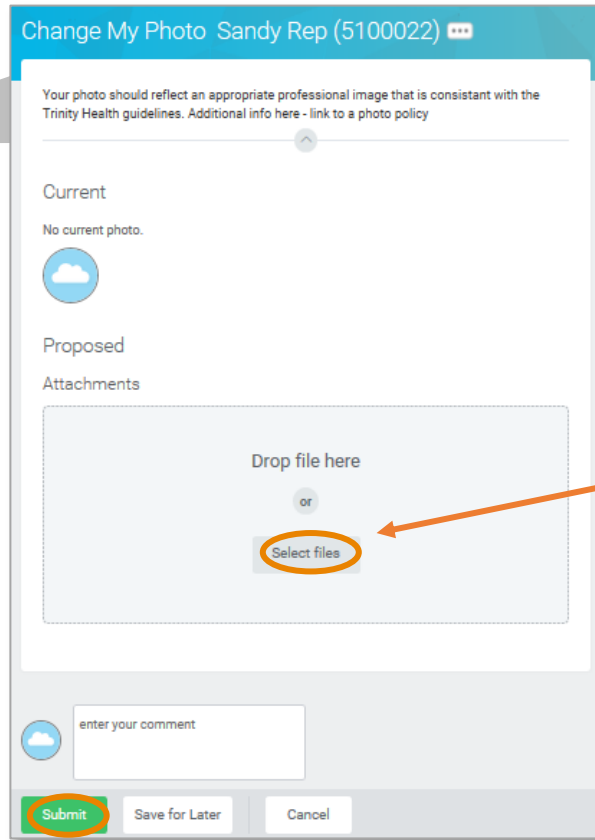 Change My Photo Sandy Rep (5100022)
Your photo should reflect an appropriate professional image that is consistant with the
Trinity Health guidelines. Additional info here - link to a photo policy
Current
No current photo.
Proposed
Attachments
Drop file here
or
Select files
enter your comment
Submit Save for Later Cancel